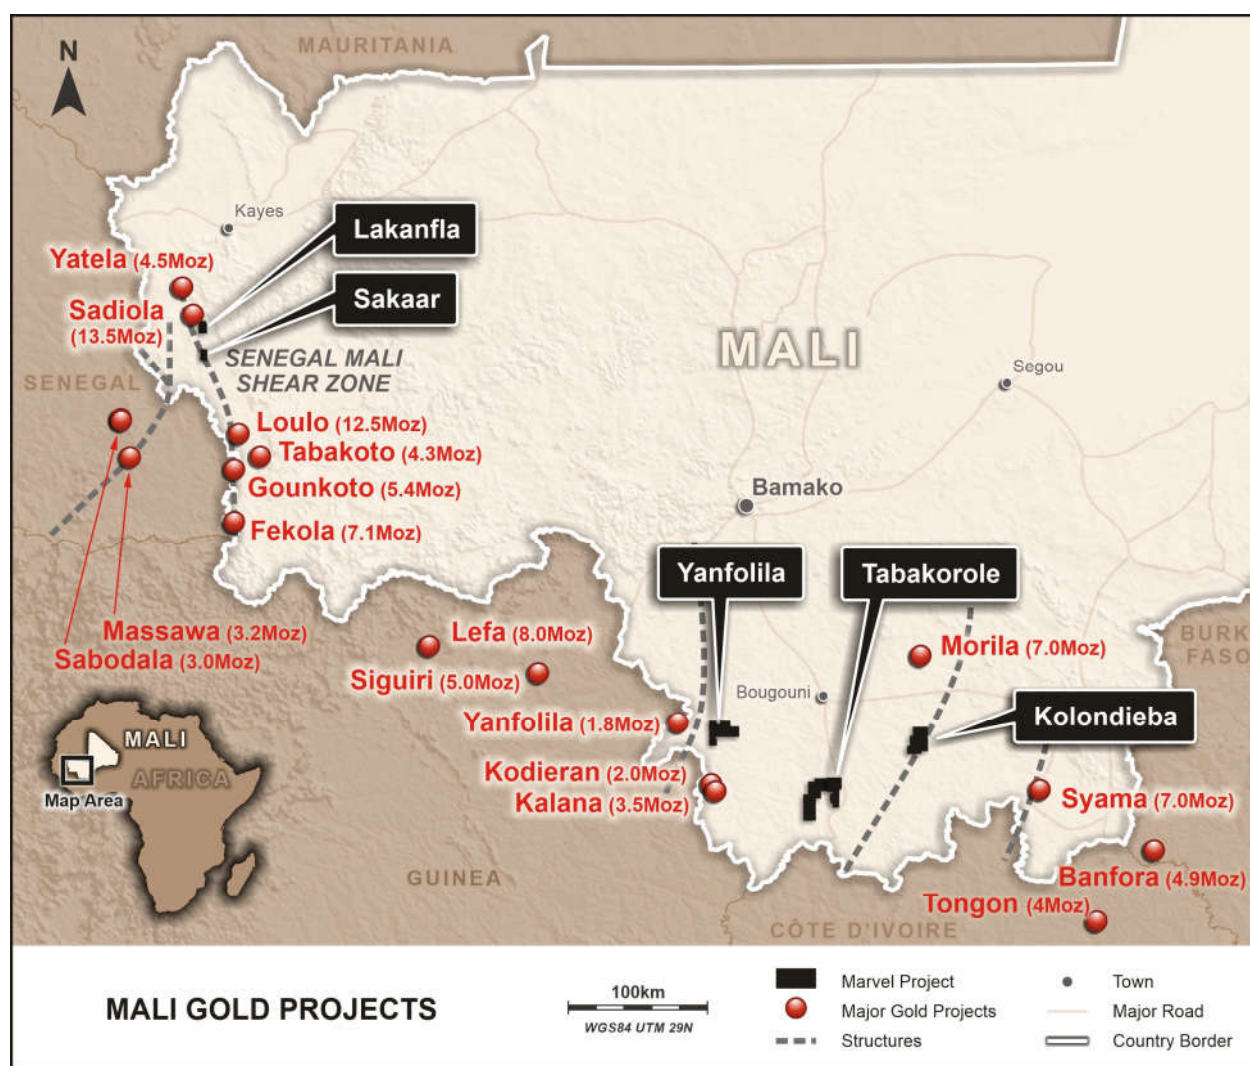 MAURITANIA
N
Kayes
Lakanfla
Yatela (4.5Moz)
Sakaar
Sadiola
(13.5Moz)
SENEGAL MALI
SHEAR ZONE
MALI
Segou
SENEGAL
Loulo (12.5Moz)
Tabakoto (4.3Moz)
Gounkoto (5.4Moz)
Bamako
Fekola (7.1Moz)
Yanfolila
Tabakorole
Massawa (3.2Moz)
Sabodala (3.0Moz)
Lefa (8.0Moz)
Siguiri (5.0Moz)
Morila (7.0Moz)
BURK
FASO
Bougouni
Yanfolila (1.8Moz)
Kolondieba
MALI
AFRICA
Map Area
Kodieran (2.0Moz)
Kalana (3.5Moz)
Syama (7.0Moz)
GUINEA
Banfora (4.9Moz)
Tongon (4Moz)
CÔTE D'IVOIRE
MALI GOLD PROJECTS
100km
WGS84 UTM 29N
Marvel Project
Major Gold Projects
Structures
Town
Major Road
Country Border